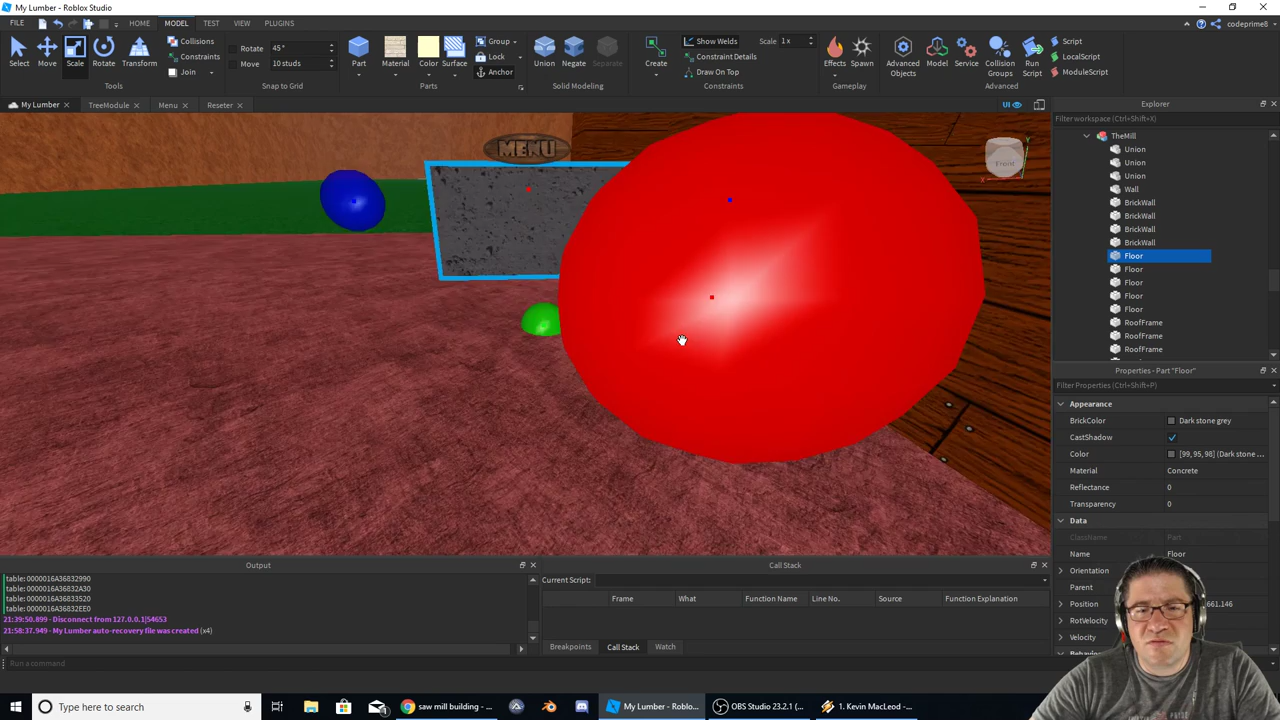 My Lumber - Roblox Studio
FILE HOME MODEL TEST VIEW PLUGINS codeprime8
Select Move Scale Rotate Transform
Collisions
Constraints
Join
Tools
Rotate 45°
Move 10 studs
Snap to Grid
Part Material Color Surface
Group
Lock
Anchor
Parts
Union Negate Separate
Solid Modeling
Create
Show Welds Scale 1 x
Constraint Details
Draw On Top
Constraints
Effects Spawn
Gameplay
Advanced Objects Model Service Collision Groups Run Script
Script
LocalScript
ModuleScript
Advanced
My Lumber TreeModule Menu Reseter UI
MENU
Front
Explorer
Filter workspace (Ctrl+Shift+X)
TheMill
Union
Union
Union
Wall
BrickWall
BrickWall
BrickWall
BrickWall
Floor
Floor
Floor
Floor
Floor
RoofFrame
RoofFrame
RoofFrame
Properties - Part "Floor"
Filter Properties (Ctrl+Shift+P)
Appearance
BrickColor Dark stone grey
CastShadow
Color [99, 95, 98] (Dark stone ...
Material Concrete
Reflectance 0
Transparency 0
Data
ClassName Part
Name Floor
Orientation
Parent
Position 661.146
RotVelocity
Velocity
Output
table: 0000016A36832990
table: 0000016A36832A30
table: 0000016A36833520
table: 0000016A36832EE0
21:39:50.899 - Disconnect from 127.0.0.1|54653
21:58:37.949 - My Lumber auto-recovery file was created (x4)
Call Stack
Current Script:
Frame What Function Name Line No. Source Function Explanation
Breakpoints Call Stack Watch
Run a command
Type here to search
saw mill building - ...
My Lumber - Roblo...
OBS Studio 23.2.1 (...
1. Kevin MacLeod - ...